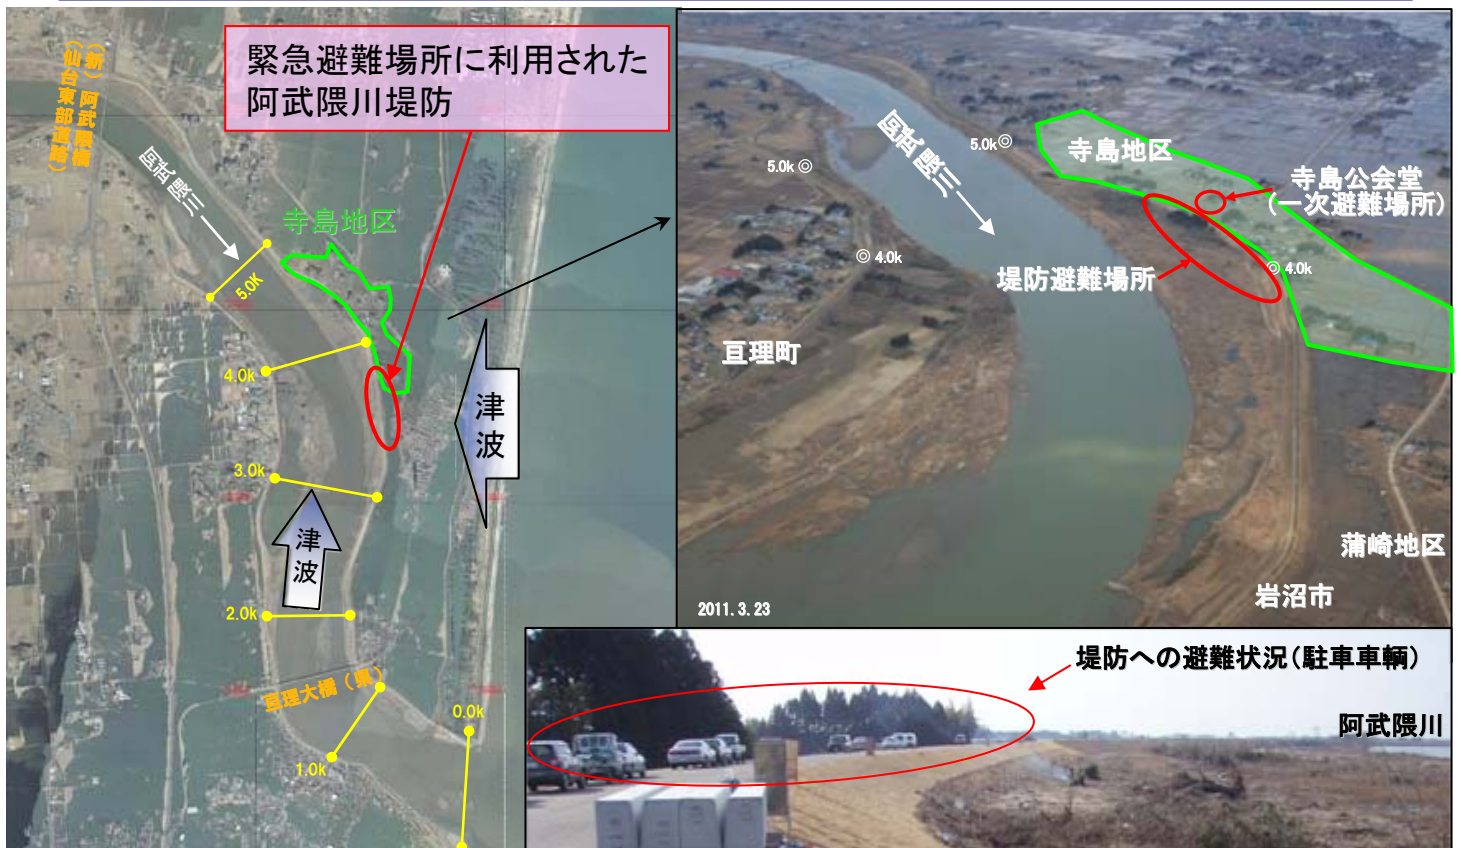 緊急避難場所に利用された
阿武隈川堤防
(新)阿武隈橋
(仙台東部道路)
阿武隈川
寺島地区
5.0K
4.0k
3.0k
2.0k
1.0k
0.0k
津波
津波
亘理大橋(県)
阿武隈川
5.0k◎
5.0k◎
◎4.0k
◎4.0k
寺島地区
寺島公会堂
(一次避難場所)
堤防避難場所
亘理町
蒲崎地区
岩沼市
2011.3.23
堤防への避難状況(駐車車輌)
阿武隈川